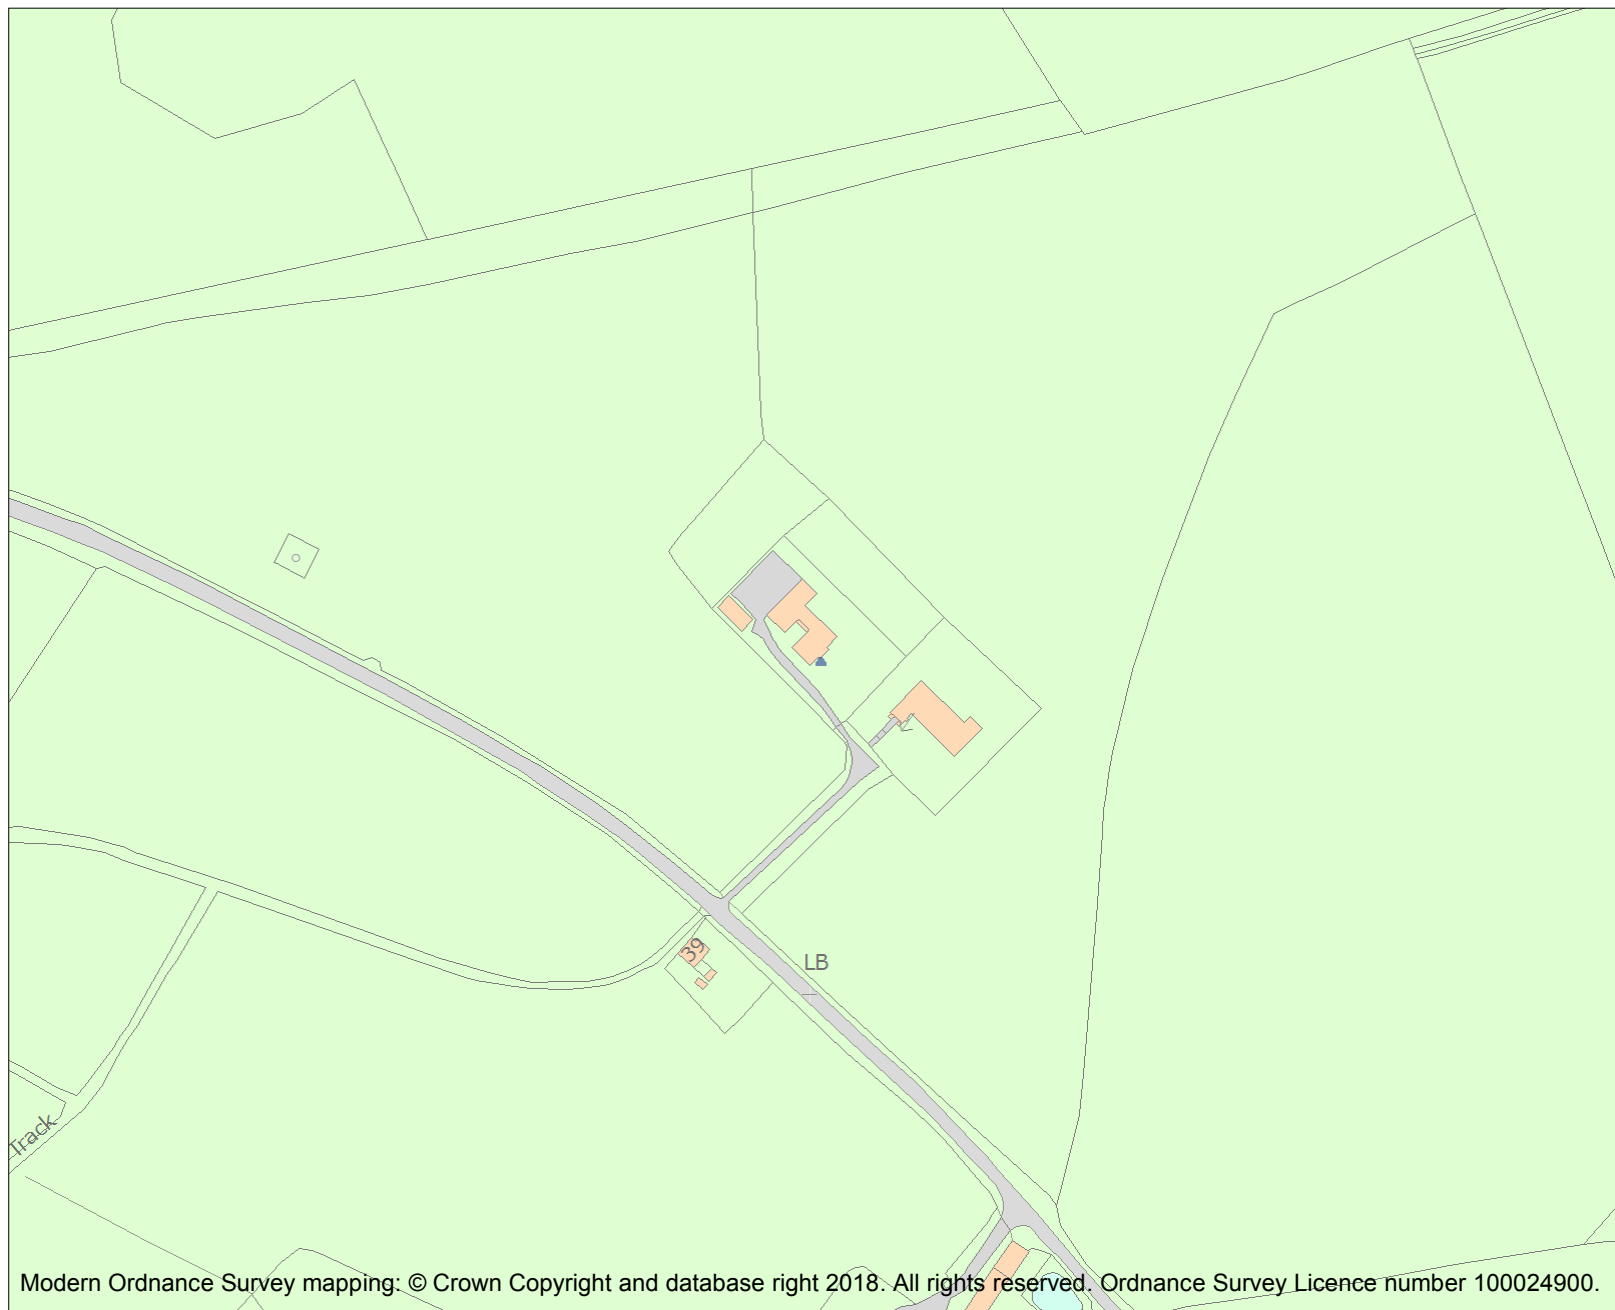 LB
39
Track
Modern Ordnance Survey mapping: © Crown Copyright and database right 2018. All rights reserved. Ordnance Survey Licence number 100024900.